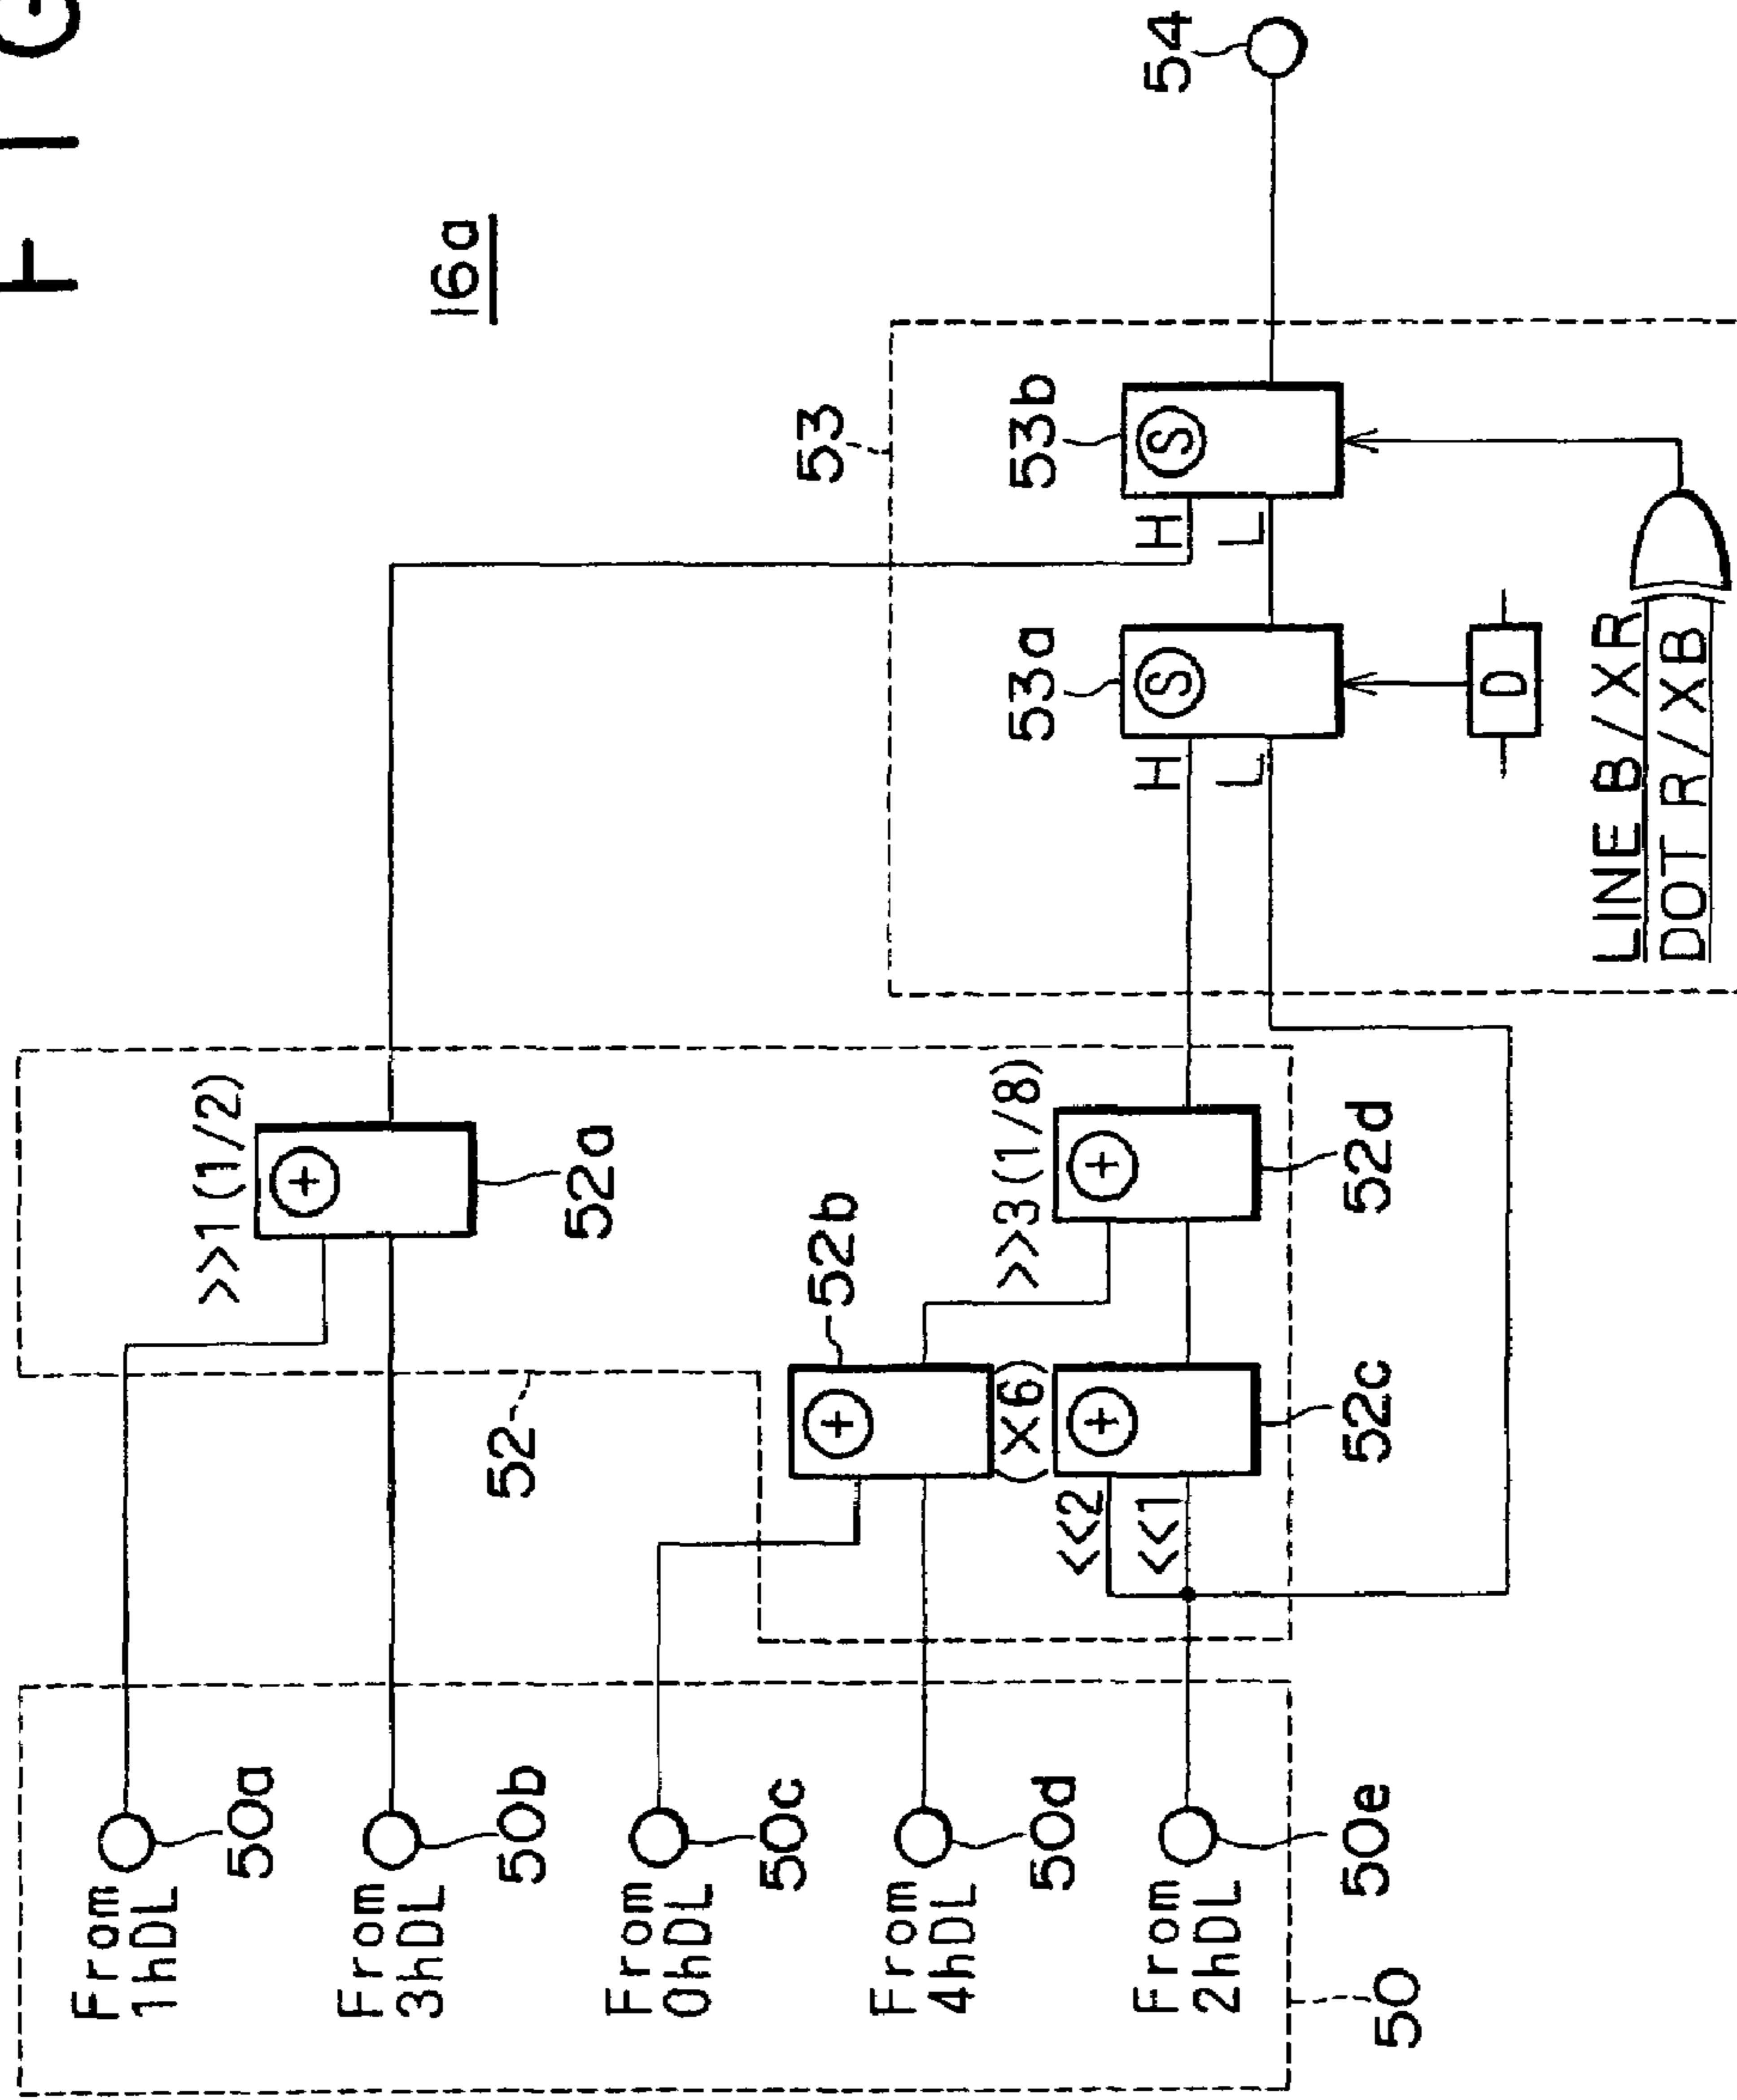 FIG
16a
From
1hDL
50a
From
3hDL
50b
From
0hDL
50c
From
4hDL
50d
From
2hDL
50e
50
>>1(1/2)
+
52a
52
52b
+
(×6)
<<2
<<1
+
52c
>>3(1/8)
+
52d
53
53a
S
H
L
D
53b
S
H
L
LINE B/XR
DOT R/XB
54